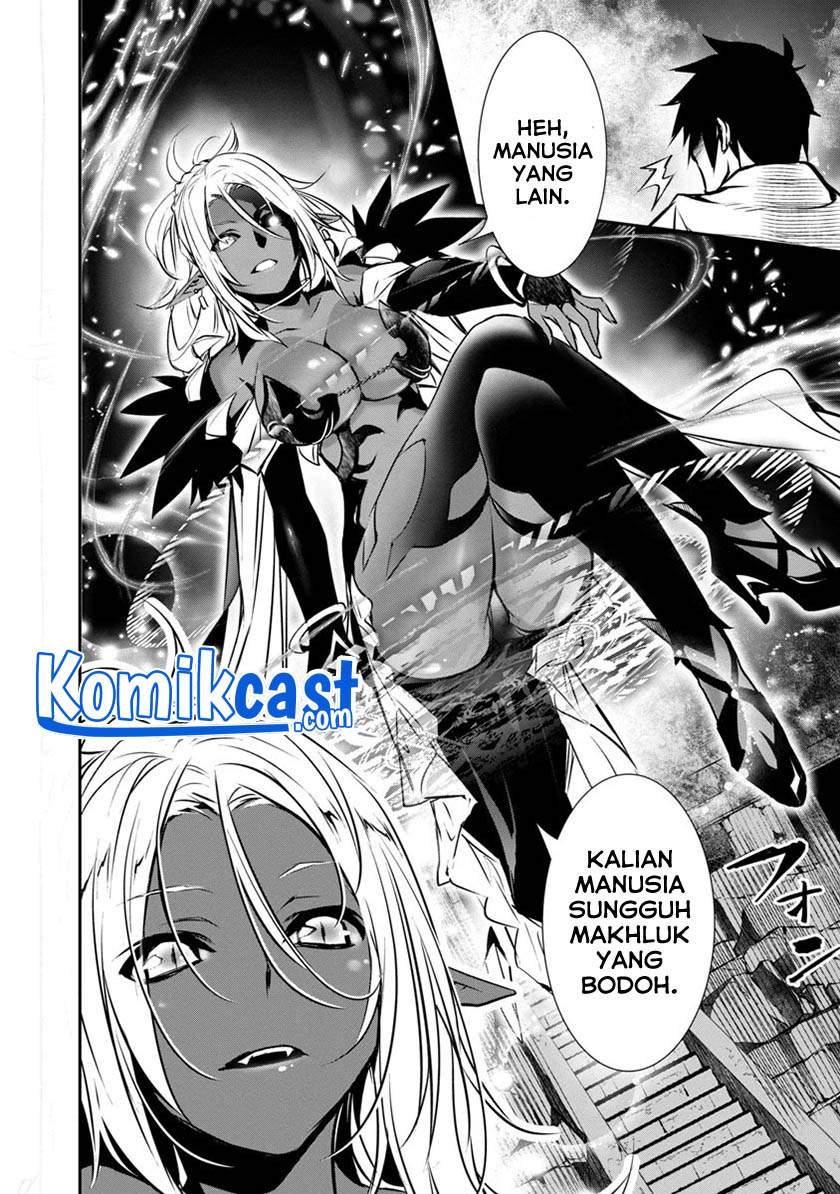 HEH,
MANUSIA
YANG
LAIN.
Komikcast
.com
KALIAN
MANUSIA
SUNGGUH
MAKHLUK
YANG
BODOH.
フォン